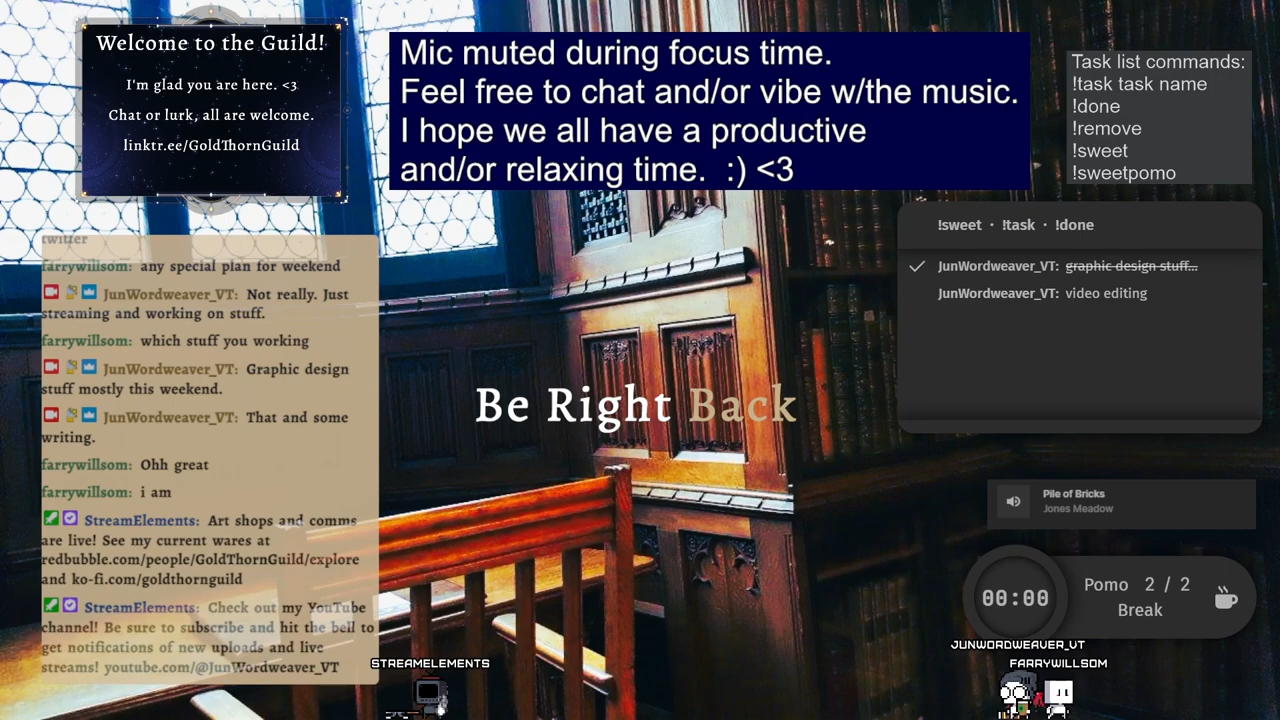 Welcome to the Guild!
I'm glad you are here. <3
Chat or lurk, all are welcome.
linktr.ee/GoldThornGuild
Mic muted during focus time.
Feel free to chat and/or vibe w/the music.
I hope we all have a productive
and/or relaxing time.  :) <3
Task list commands:
!task task name
!done
!remove
!sweet
!sweetpomo
twitter
farrywillsom: any special plan for weekend
JunWordweaver_VT: Not really. Just
streaming and working on stuff.
farrywillsom: which stuff you working
JunWordweaver_VT: Graphic design
stuff mostly this weekend.
JunWordweaver_VT: That and some
writing.
farrywillsom: Ohh great
farrywillsom: i am
StreamElements: Art shops and comms
are live! See my current wares at
redbubble.com/people/GoldThornGuild/explore
and ko-fi.com/goldthornguild
StreamElements: Check out my YouTube
channel! Be sure to subscribe and hit the bell to
get notifications of new uploads and live
streams! youtube.com/@JunWordweaver_VT
Be Right Back
!sweet · !task · !done
JunWordweaver_VT: graphic design stuff...
JunWordweaver_VT: video editing
Pile of Bricks
Jones Meadow
00:00
Pomo 2 / 2
Break
STREAMELEMENTS
JUNWORDWEAVER_VT
FARRYWILLSOM